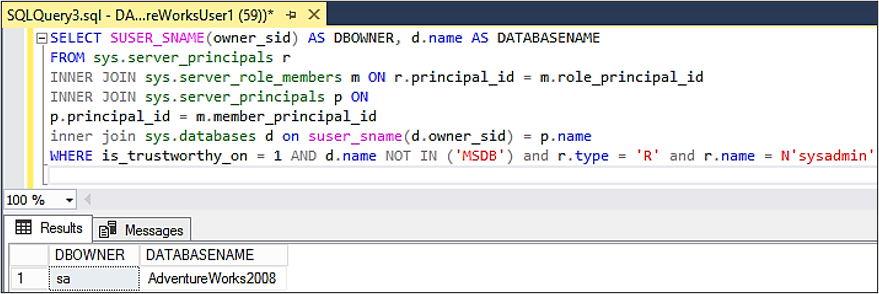 SQLQuery3.sql - DA...reWorksUser1 (59))*
SELECT SUSER_SNAME(owner_sid) AS DBOWNER, d.name AS DATABASENAME
FROM sys.server_principals r
INNER JOIN sys.server_role_members m ON r.principal_id = m.role_principal_id
INNER JOIN sys.server_principals p ON
p.principal_id = m.member_principal_id
inner join sys.databases d on suser_sname(d.owner_sid) = p.name
WHERE is_trustworthy_on = 1 AND d.name NOT IN ('MSDB') and r.type = 'R' and r.name = N'sysadmin'
100 %
Results Messages
DBOWNER DATABASENAME
1 sa AdventureWorks2008